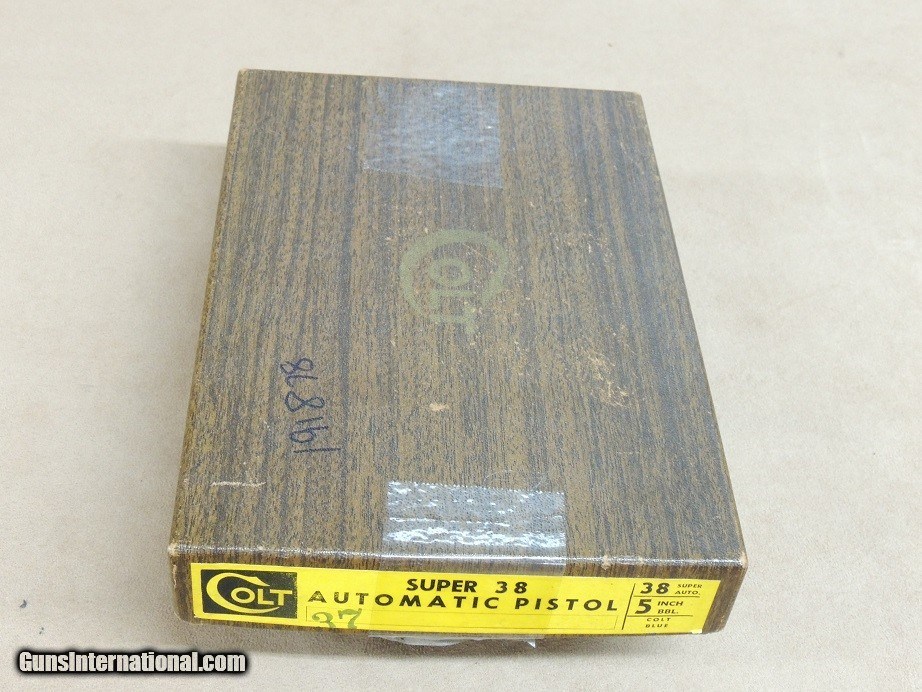 COLT
191878
COLT
SUPER 38
AUTOMATIC PISTOL
37
38 SUPER AUTO.
5 INCH BBL.
COLT BLUE
GunsInternational.com